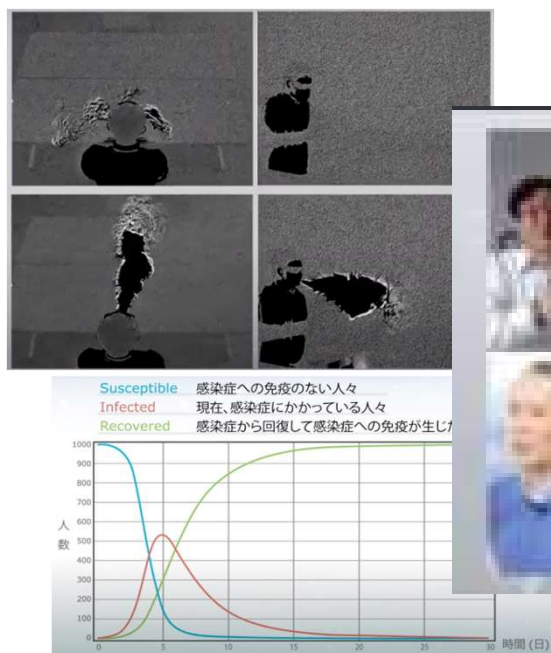 Susceptible 感染症への免疫のない人々
Infected 現在、感染症にかかっている人々
Recovered 感染症から回復して感染症への免疫が生じ
人数
1000
900
800
700
600
500
400
300
200
100
0
0 5 10 15 20 25 30
時間(日)